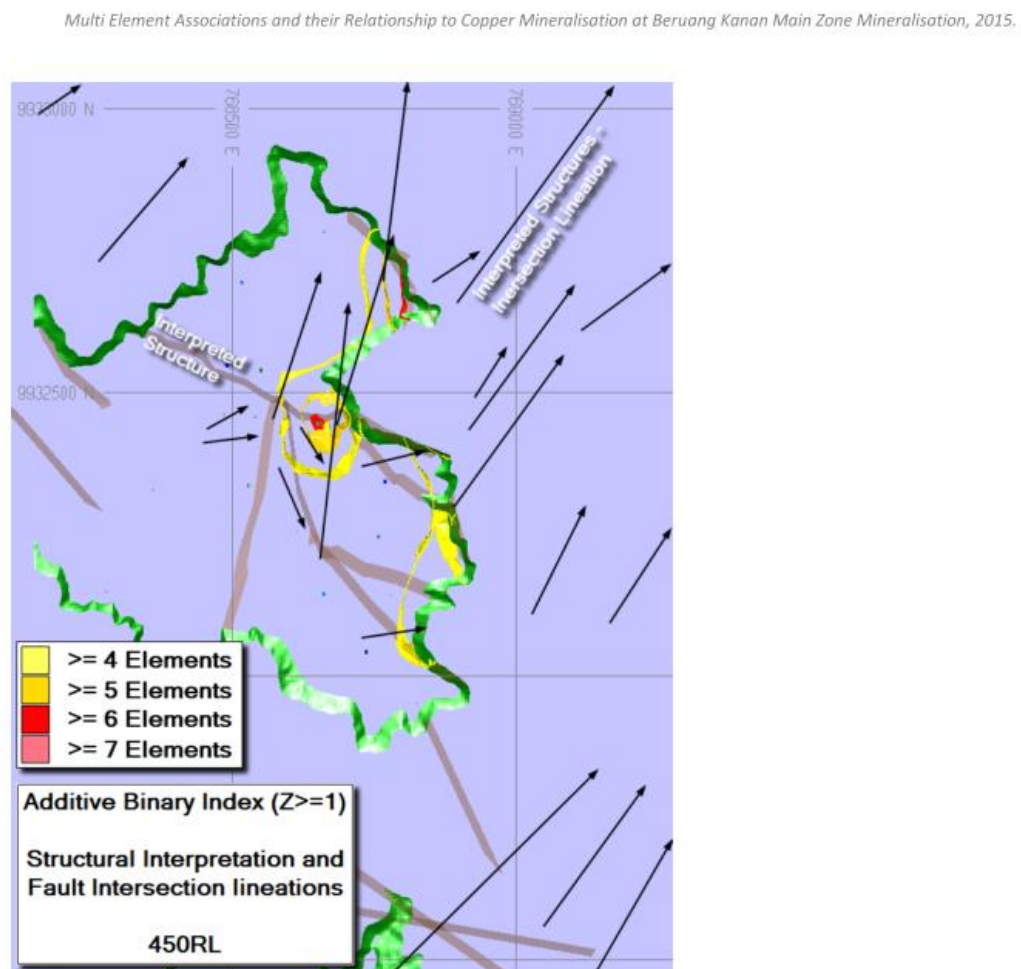 Multi Element Associations and their Relationship to Copper Mineralisation at Beruang Kanan Main Zone Mineralisation, 2015.
9933000 N
768500 E
769000 E
Interpreted Structures -
Inersection Lineation
Interpreted
Structure
9932500 N
>= 4 Elements
>= 5 Elements
>= 6 Elements
>= 7 Elements
Additive Binary Index (Z>=1)
Structural Interpretation and
Fault Intersection lineations
450RL